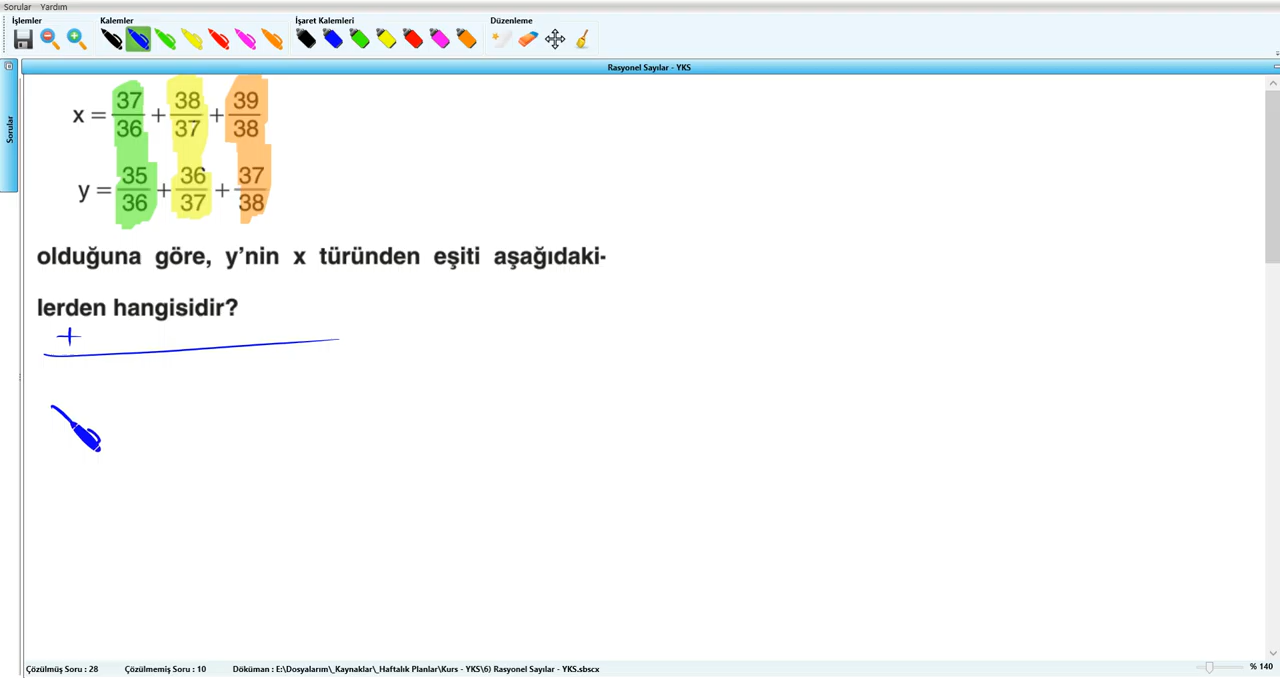 Sorular Yardım
İşlemler Kalemler İşaret Kalemleri Düzenleme
Rasyonel Sayılar - YKS
Sorular
x = 37/36 + 38/37 + 39/38
y = 35/36 + 36/37 + 37/38
olduğuna göre, y'nin x türünden eşiti aşağıdaki-
lerden hangisidir?
+
Çözülmüş Soru : 28 Çözülmemiş Soru : 10 Döküman : E:\Dosyalarım\_Kaynaklar\_Haftalık Planlar\Kurs - YKS\6) Rasyonel Sayılar - YKS.sbscx % 140